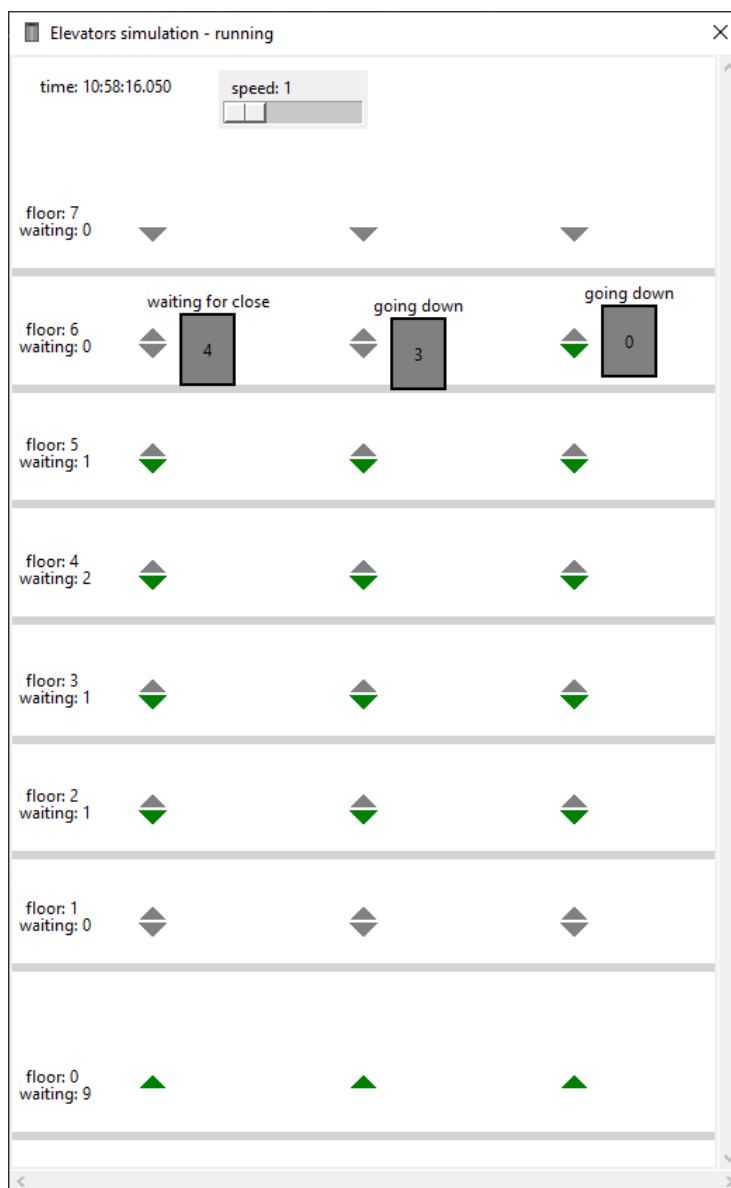 Elevators simulation - running
time: 10:58:16.050
speed: 1
floor: 7
waiting: 0
waiting for close
going down
going down
floor: 6
waiting: 0
4
3
0
floor: 5
waiting: 1
floor: 4
waiting: 2
floor: 3
waiting: 1
floor: 2
waiting: 1
floor: 1
waiting: 0
floor: 0
waiting: 9